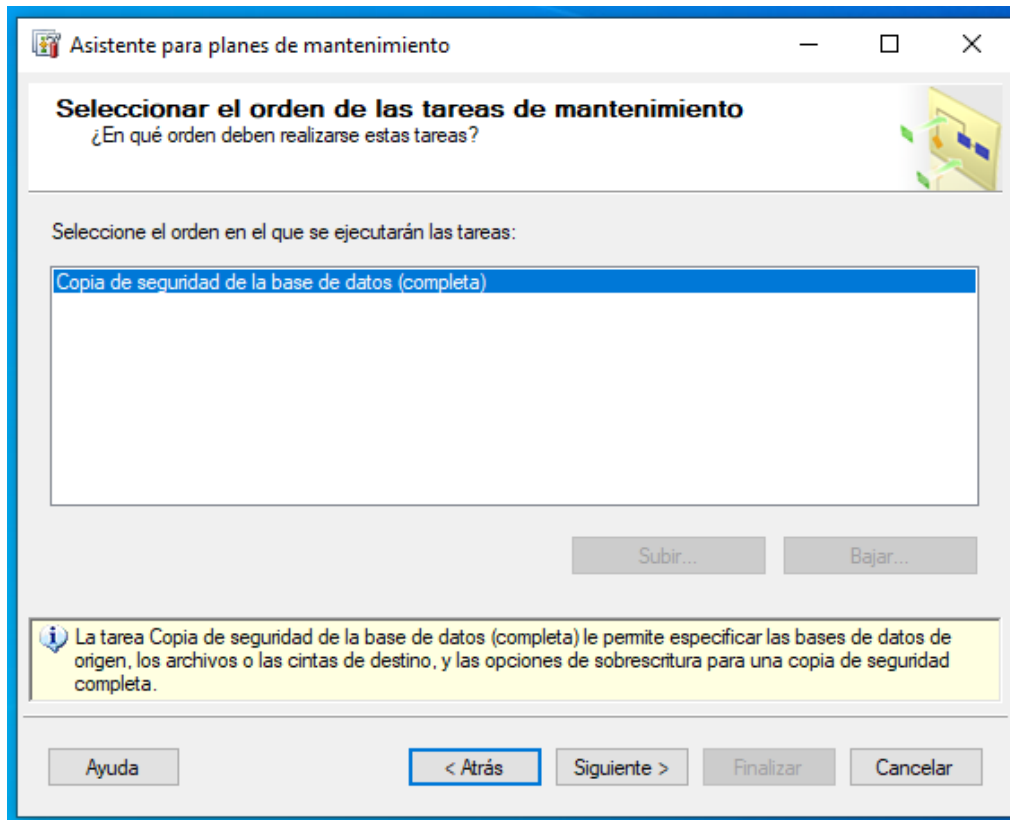 Asistente para planes de mantenimiento
Seleccionar el orden de las tareas de mantenimiento
¿En qué orden deben realizarse estas tareas?
Seleccione el orden en el que se ejecutarán las tareas:
Copia de seguridad de la base de datos (completa)
Subir... Bajar...
La tarea Copia de seguridad de la base de datos (completa) le permite especificar las bases de datos de
origen, los archivos o las cintas de destino, y las opciones de sobrescritura para una copia de seguridad
completa.
Ayuda < Atrás Siguiente > Finalizar Cancelar